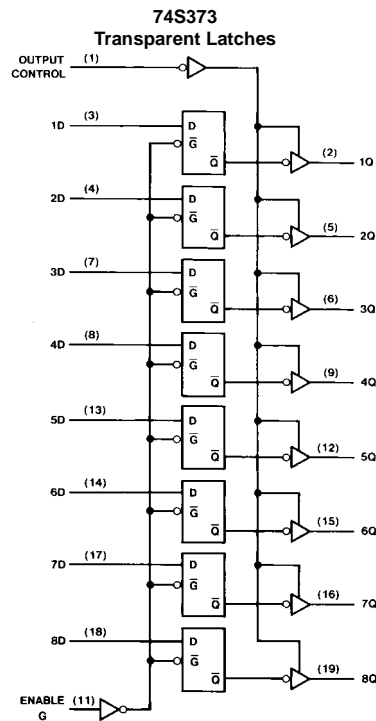 74S373
Transparent Latches
OUTPUT CONTROL (1)
1D (3) D G̅ Q̅ (2) 1Q
2D (4) D G̅ Q̅ (5) 2Q
3D (7) D G̅ Q̅ (6) 3Q
4D (8) D G̅ Q̅ (9) 4Q
5D (13) D G̅ Q̅ (12) 5Q
6D (14) D G̅ Q̅ (15) 6Q
7D (17) D G̅ Q̅ (16) 7Q
8D (18) D G̅ Q̅ (19) 8Q
ENABLE G (11)